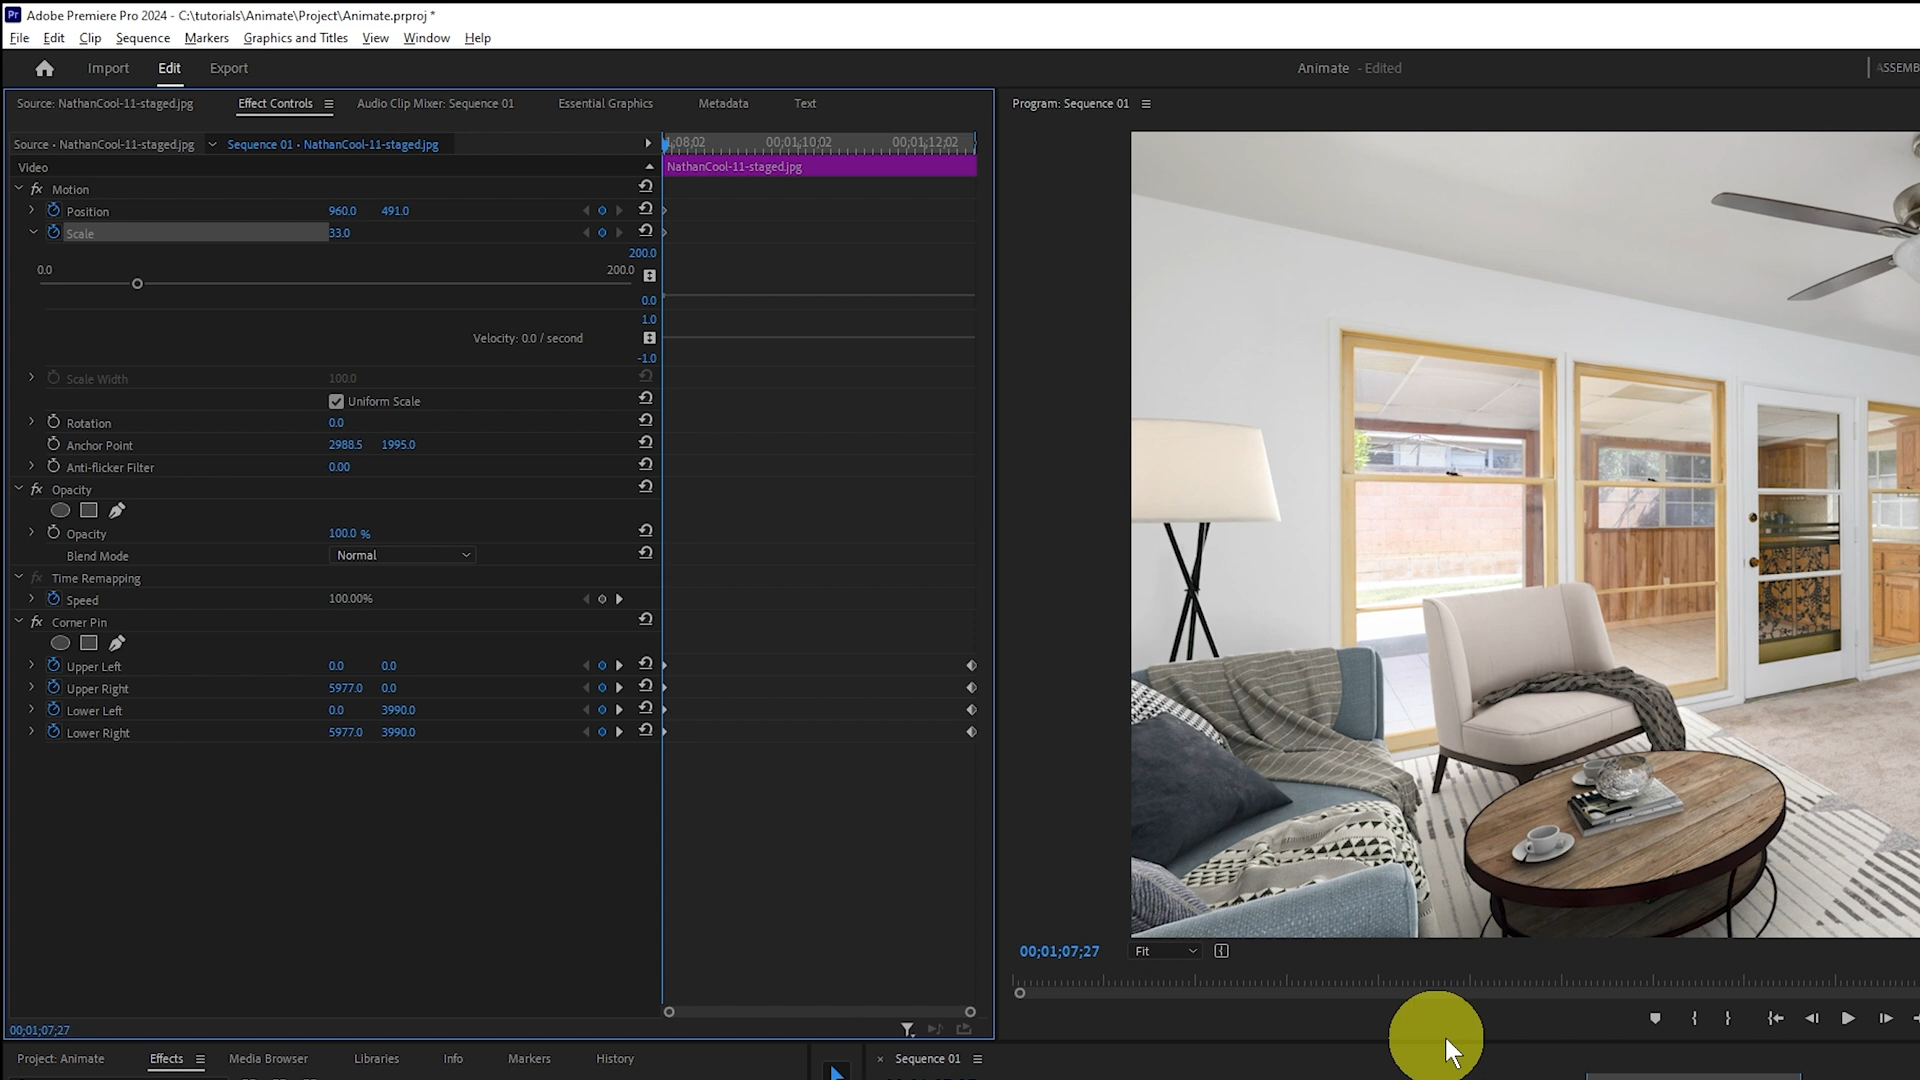 Pr Adobe Premiere Pro 2024 - C:\tutorials\Animate\Project\Animate.prproj *
File Edit Clip Sequence Markers Graphics and Titles View Window Help
Import Edit Export Animate - Edited ASSEMB
Source: NathanCool-11-staged.jpg Effect Controls Audio Clip Mixer: Sequence 01 Essential Graphics Metadata Text Program: Sequence 01
Source • NathanCool-11-staged.jpg Sequence 01 • NathanCool-11-staged.jpg ;08;02 00;01;10;02 00;01;12;02
Video NathanCool-11-staged.jpg
fx Motion
Position 960.0 491.0
Scale 33.0
200.0
0.0 200.0
0.0
1.0
Velocity: 0.0 / second
-1.0
Scale Width 100.0
Uniform Scale
Rotation 0.0
Anchor Point 2988.5 1995.0
Anti-flicker Filter 0.00
fx Opacity
Opacity 100.0 %
Blend Mode Normal
fx Time Remapping
Speed 100.00%
fx Corner Pin
Upper Left 0.0 0.0
Upper Right 5977.0 0.0
Lower Left 0.0 3990.0
Lower Right 5977.0 3990.0
00;01;07;27 Fit
00;01;07;27
Project: Animate Effects Media Browser Libraries Info Markers History × Sequence 01